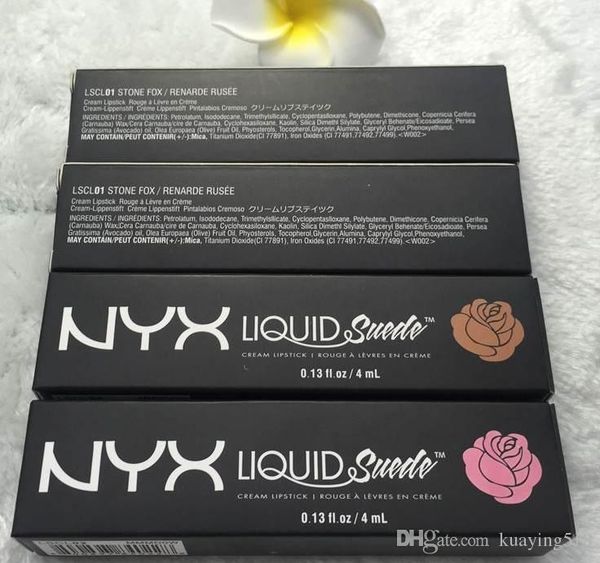 LSCL01 STONE FOX / RENARDE RUSÉE
Cream Lipstick Rouge à Lèvre en Crème
Cream-Lippenstift Crème Lippenstift Pintalabios Cremoso クリームリプステイック
INGREDIENTS / INGRÉDIENTS: Petrolatum, Isododecane, Trimethylsillicate, Cyclopentasiloxane, Polybutene, Dimethicone, Copernicia Cerifera
(Carnauba) Wax/Cera Carnauba/cire de Carnauba, Cyclohexasiloxane, Kaolin, Silica Dimethl Silylate, Glyceryl Behenate/Eicosadioate, Persea
Gratissima (Avocado) oil, Olea Europaea (Olive) Fruit Oil, Phyosterols, Tocopherol,Glycerin,Alumina, Caprylyl Glycol,Phenoxyethanol,
MAY CONTAIN/PEUT CONTENIR(+/-):Mica, Titanium Dioxide(CI 77891), Iron Oxides (CI 77491,77492,77499).<W002>
LSCL01 STONE FOX / RENARDE RUSÉE
Cream Lipstick Rouge à Lèvre en Crème
Cream-Lippenstift Crème Lippenstift Pintalabios Cremoso クリームリプステイック
INGREDIENTS / INGRÉDIENTS: Petrolatum, Isododecane, Trimethylsillicate, Cyclopentasiloxane, Polybutene, Dimethicone, Copernicia Cerifera
(Carnauba) Wax/Cera Carnauba/cire de Carnauba, Cyclohexasiloxane, Kaolin, Silica Dimethl Silylate, Glyceryl Behenate/Eicosadioate, Persea
Gratissima (Avocado) oil, Olea Europaea (Olive) Fruit Oil, Phyosterols, Tocopherol,Glycerin,Alumina, Caprylyl Glycol,Phenoxyethanol,
MAY CONTAIN/PEUT CONTENIR(+/-):Mica, Titanium Dioxide(CI 77891), Iron Oxides (CI 77491,77492,77499).<W002>
NYX LIQUID Suede™
CREAM LIPSTICK | ROUGE À LÈVRES EN CRÈME
0.13 fl.oz / 4 mL
NYX LIQUID Suede™
CREAM LIPSTICK | ROUGE À LÈVRES EN CRÈME
0.13 fl.oz / 4 mL
DHgate.com kuaying5